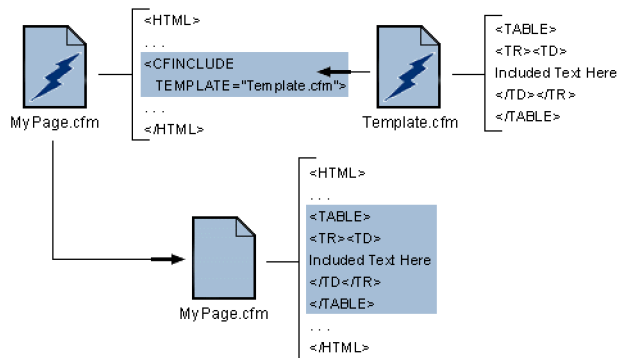 <HTML>
. . .
<CFINCLUDE
TEMPLATE="Template.cfm">
. . .
</HTML>
MyPage.cfm
<TABLE>
<TR><TD>
Included Text Here
</TD></TR>
</TABLE>
Template.cfm
<HTML>
. . .
<TABLE>
<TR><TD>
Included Text Here
</TD</TR>
</TABLE>
. . .
</HTML>
MyPage.cfm